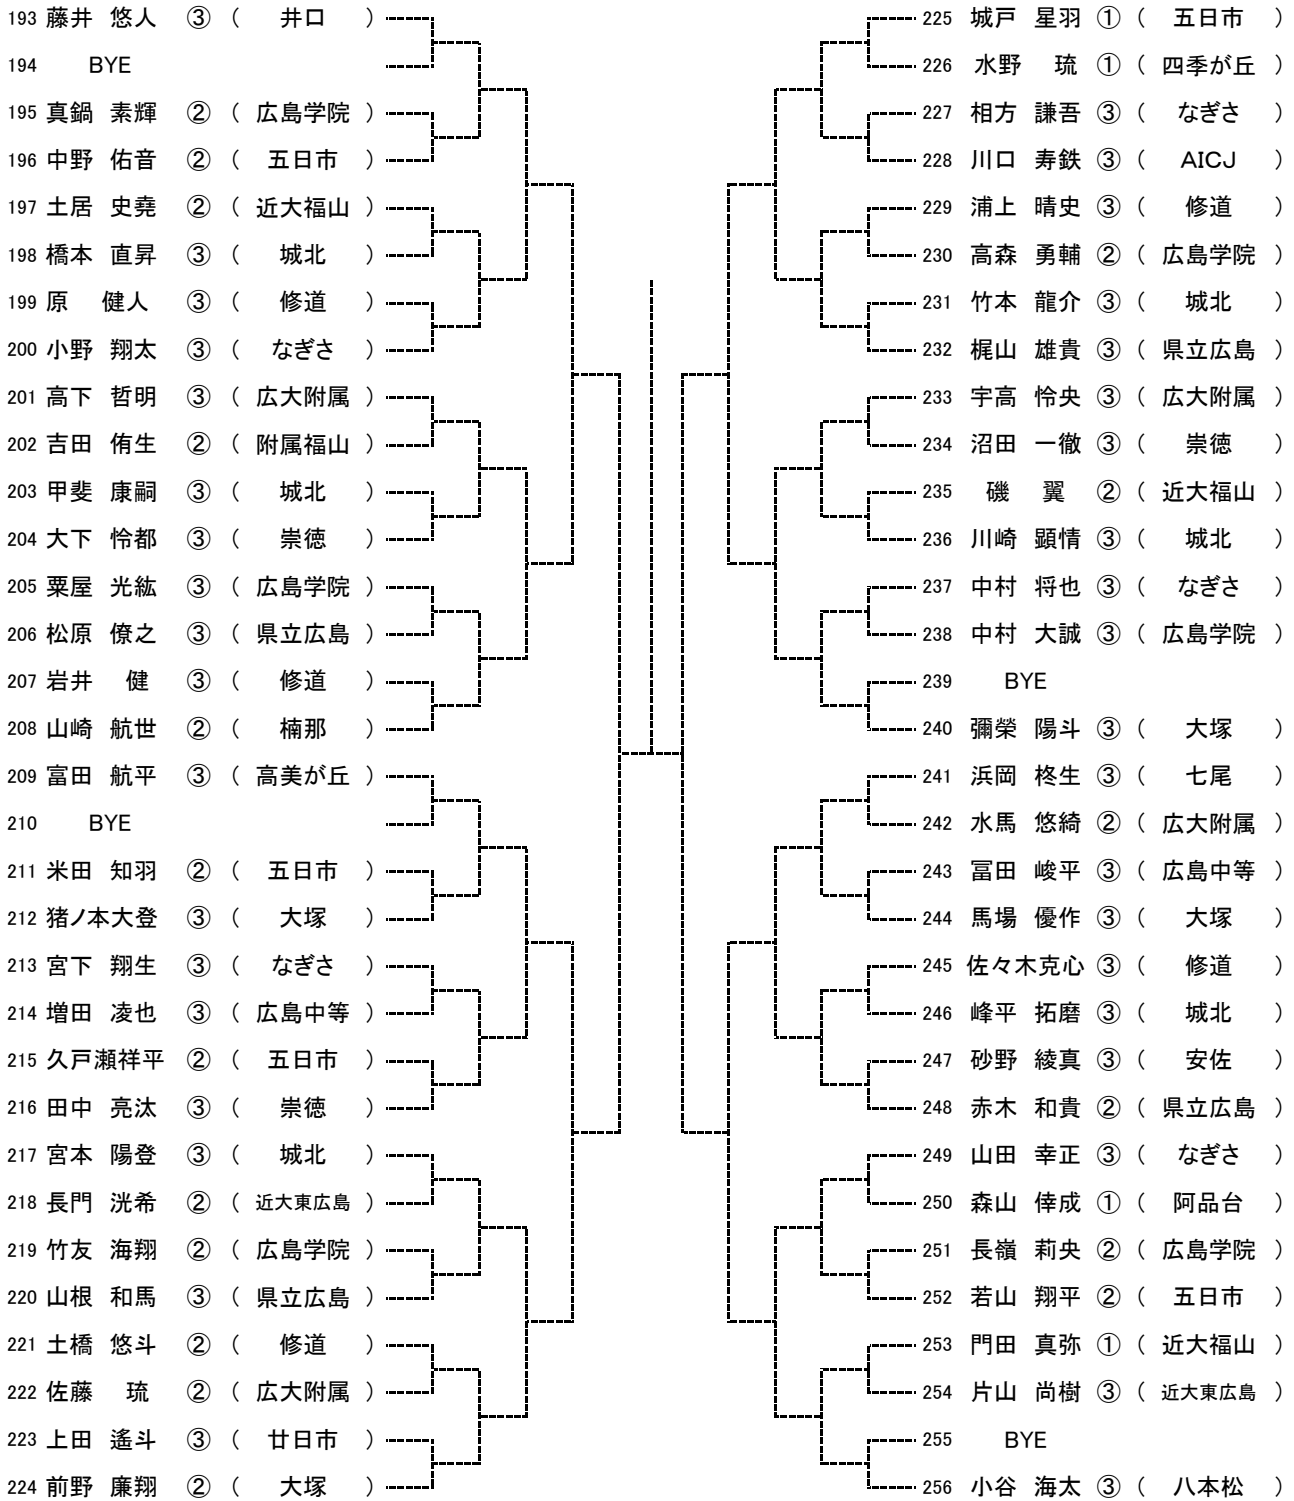 193 藤井 悠人 ③ ( 井口 )
194 BYE
195 真鍋 素輝 ② ( 広島学院 )
196 中野 佑音 ② ( 五日市 )
197 土居 史堯 ② ( 近大福山 )
198 橋本 直昇 ③ ( 城北 )
199 原 健人 ③ ( 修道 )
200 小野 翔太 ③ ( なぎさ )
201 高下 哲明 ③ ( 広大附属 )
202 吉田 侑生 ② ( 附属福山 )
203 甲斐 康嗣 ③ ( 城北 )
204 大下 怜都 ③ ( 崇徳 )
205 粟屋 光紘 ③ ( 広島学院 )
206 松原 僚之 ③ ( 県立広島 )
207 岩井 健 ③ ( 修道 )
208 山崎 航世 ② ( 楠那 )
209 富田 航平 ③ ( 高美が丘 )
210 BYE
211 米田 知羽 ② ( 五日市 )
212 猪ノ本大登 ③ ( 大塚 )
213 宮下 翔生 ③ ( なぎさ )
214 増田 凌也 ③ ( 広島中等 )
215 久戸瀬祥平 ② ( 五日市 )
216 田中 亮汰 ③ ( 崇徳 )
217 宮本 陽登 ③ ( 城北 )
218 長門 洸希 ② ( 近大東広島 )
219 竹友 海翔 ② ( 広島学院 )
220 山根 和馬 ③ ( 県立広島 )
221 土橋 悠斗 ② ( 修道 )
222 佐藤 琉 ② ( 広大附属 )
223 上田 遙斗 ③ ( 廿日市 )
224 前野 廉翔 ② ( 大塚 )
225 城戸 星羽 ① ( 五日市 )
226 水野 琉 ① ( 四季が丘 )
227 相方 謙吾 ③ ( なぎさ )
228 川口 寿鉄 ③ ( AICJ )
229 浦上 晴史 ③ ( 修道 )
230 高森 勇輔 ② ( 広島学院 )
231 竹本 龍介 ③ ( 城北 )
232 梶山 雄貴 ③ ( 県立広島 )
233 宇高 怜央 ③ ( 広大附属 )
234 沼田 一徹 ③ ( 崇徳 )
235 磯 翼 ② ( 近大福山 )
236 川崎 顕情 ③ ( 城北 )
237 中村 将也 ③ ( なぎさ )
238 中村 大誠 ③ ( 広島学院 )
239 BYE
240 彌榮 陽斗 ③ ( 大塚 )
241 浜岡 柊生 ③ ( 七尾 )
242 水馬 悠綺 ② ( 広大附属 )
243 冨田 峻平 ③ ( 広島中等 )
244 馬場 優作 ③ ( 大塚 )
245 佐々木克心 ③ ( 修道 )
246 峰平 拓磨 ③ ( 城北 )
247 砂野 綾真 ③ ( 安佐 )
248 赤木 和貴 ② ( 県立広島 )
249 山田 幸正 ③ ( なぎさ )
250 森山 倖成 ① ( 阿品台 )
251 長嶺 莉央 ② ( 広島学院 )
252 若山 翔平 ② ( 五日市 )
253 門田 真弥 ① ( 近大福山 )
254 片山 尚樹 ③ ( 近大東広島 )
255 BYE
256 小谷 海太 ③ ( 八本松 )